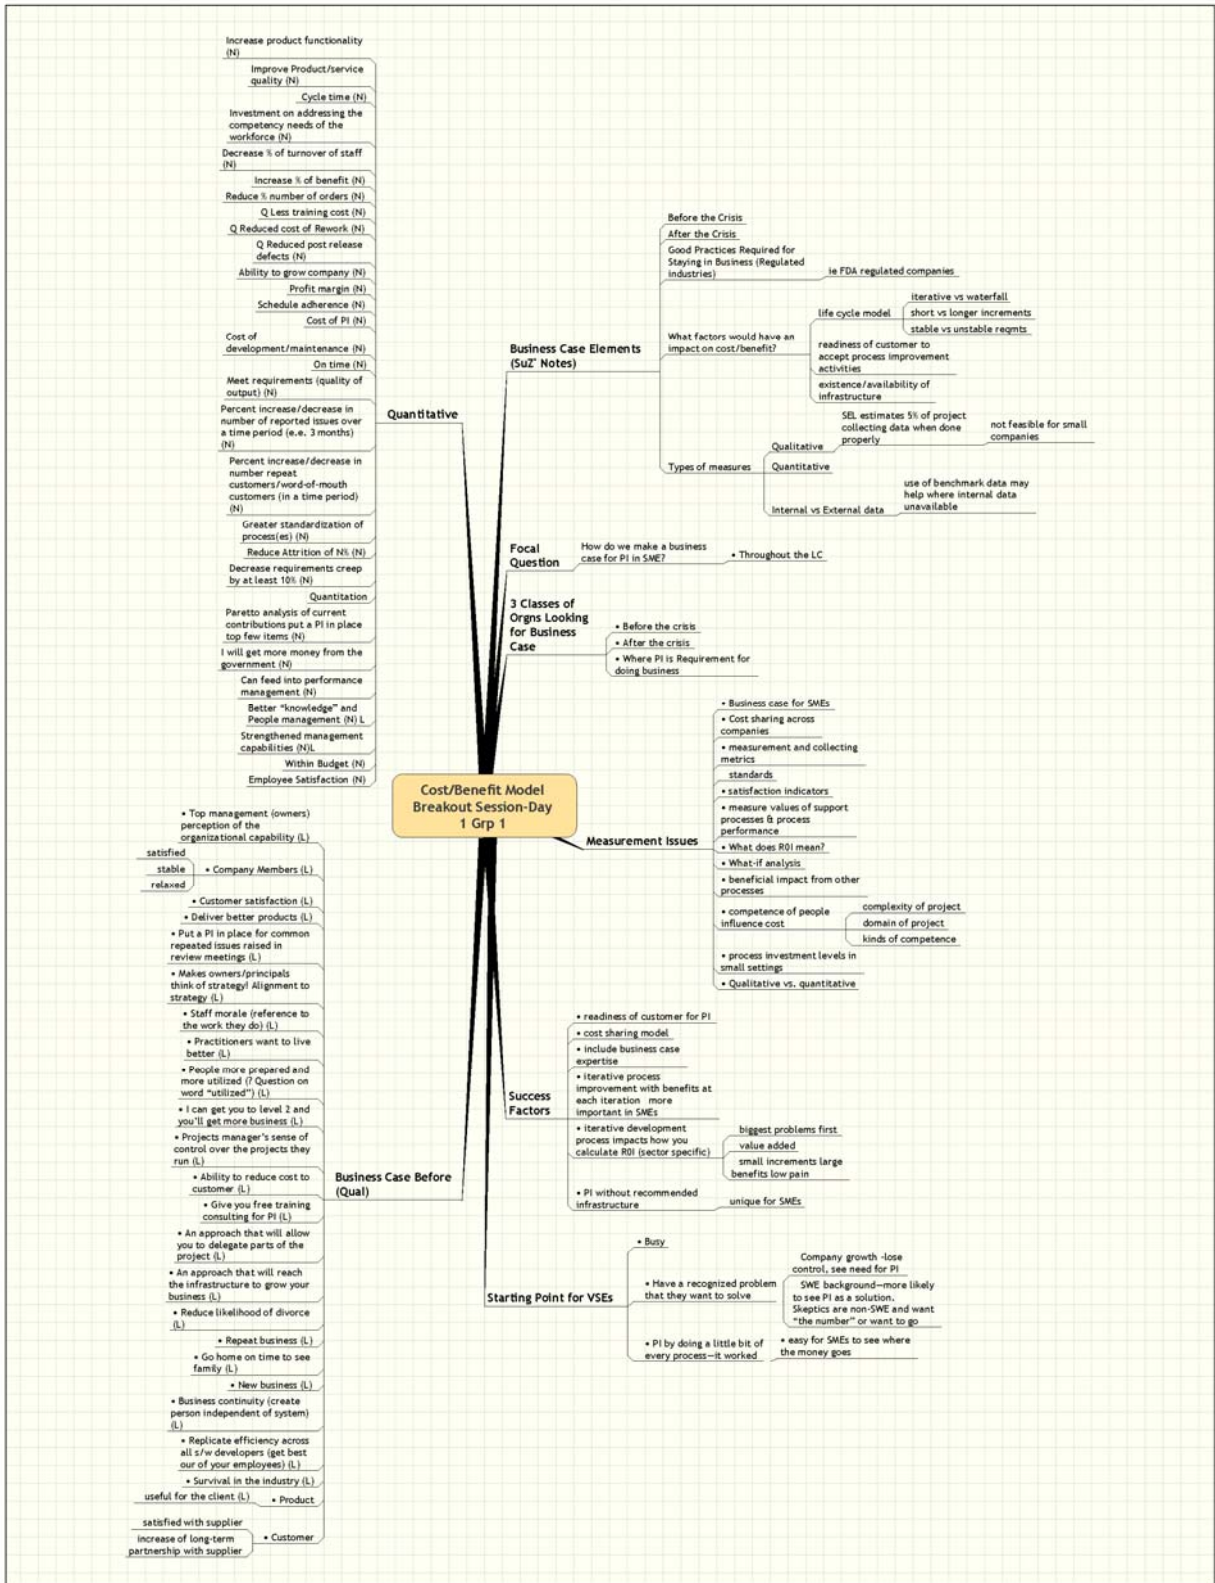 Increase product functionality
(N)
Improve Product/service
quality (N)
Cycle time (N)
Investment on addressing the
competency needs of the
workforce (N)
Decrease % of turnover of staff
(N)
Increase % of benefit (N)
Reduce % number of orders (N)
Q Less training cost (N)
Q Reduced cost of Rework (N)
Q Reduced post release
defects (N)
Ability to grow company (N)
Profit margin (N)
Schedule adherence (N)
Cost of PI (N)
Cost of
development/maintenance (N)
On time (N)
Meet requirements (quality of
output) (N)
Percent increase/decrease in
number of reported issues over
a time period (e.e. 3 months)
(N)
Percent increase/decrease in
number repeat
customers/word-of-mouth
customers (in a time period)
(N)
Greater standardization of
process(es) (N)
Reduce Attrition of N% (N)
Decrease requirements creep
by at least 10% (N)
Quantitation
Paretto analysis of current
contributions put a PI in place
top few items (N)
I will get more money from the
government (N)
Can feed into performance
management (N)
Better "knowledge" and
People management (N) L
Strengthened management
capabilities (N)L
Within Budget (N)
Employee Satisfaction (N)
Quantitative
Cost/Benefit Model
Breakout Session-Day
1 Grp 1
• Top management (owners)
perception of the
organizational capability (L)
satisfied
stable
relaxed
• Company Members (L)
• Customer satisfaction (L)
• Deliver better products (L)
• Put a PI in place for common
repeated issues raised in
review meetings (L)
• Makes owners/principals
think of strategy! Alignment to
strategy (L)
• Staff morale (reference to
the work they do) (L)
• Practitioners want to live
better (L)
• People more prepared and
more utilized (? Question on
word "utilized") (L)
• I can get you to level 2 and
you'll get more business (L)
• Projects manager's sense of
control over the projects they
run (L)
• Ability to reduce cost to
customer (L)
• Give you free training
consulting for PI (L)
• An approach that will allow
you to delegate parts of the
project (L)
• An approach that will reach
the infrastructure to grow your
business (L)
• Reduce likelihood of divorce
(L)
• Repeat business (L)
• Go home on time to see
family (L)
• New business (L)
• Business continuity (create
person independent of system)
(L)
• Replicate efficiency across
all s/w developers (get best
our of your employees) (L)
• Survival in the industry (L)
useful for the client (L)
• Product
satisfied with supplier
increase of long-term
partnership with supplier
• Customer
Business Case Before
(Qual)
Business Case Elements
(SuZ' Notes)
Before the Crisis
After the Crisis
Good Practices Required for
Staying in Business (Regulated
industries)
ie FDA regulated companies
What factors would have an
impact on cost/benefit?
life cycle model
iterative vs waterfall
short vs longer increments
stable vs unstable reqmts
readiness of customer to
accept process improvement
activities
existence/availability of
infrastructure
Types of measures
Qualitative
SEL estimates 5% of project
collecting data when done
properly
not feasible for small
companies
Quantitative
Internal vs External data
use of benchmark data may
help where internal data
unavailable
Focal
Question
How do we make a business
case for PI in SME?
• Throughout the LC
3 Classes of
Orgns Looking
for Business
Case
• Before the crisis
• After the crisis
• Where PI is Requirement for
doing business
Measurement Issues
• Business case for SMEs
• Cost sharing across
companies
• measurement and collecting
metrics
standards
• satisfaction indicators
• measure values of support
processes & process
performance
• What does ROI mean?
• What-if analysis
• beneficial impact from other
processes
• competence of people
influence cost
complexity of project
domain of project
kinds of competence
• process investment levels in
small settings
• Qualitative vs. quantitative
Success
Factors
• readiness of customer for PI
• cost sharing model
• include business case
expertise
• iterative process
improvement with benefits at
each iteration more
important in SMEs
• iterative development
process impacts how you
calculate ROI (sector specific)
biggest problems first
value added
small increments large
benefits low pain
• PI without recommended
infrastructure
unique for SMEs
Starting Point for VSEs
• Busy
• Have a recognized problem
that they want to solve
Company growth -lose
control, see need for PI
SWE background—more likely
to see PI as a solution.
Skeptics are non-SWE and want
"the number" or want to go
• PI by doing a little bit of
every process—it worked
• easy for SMEs to see where
the money goes